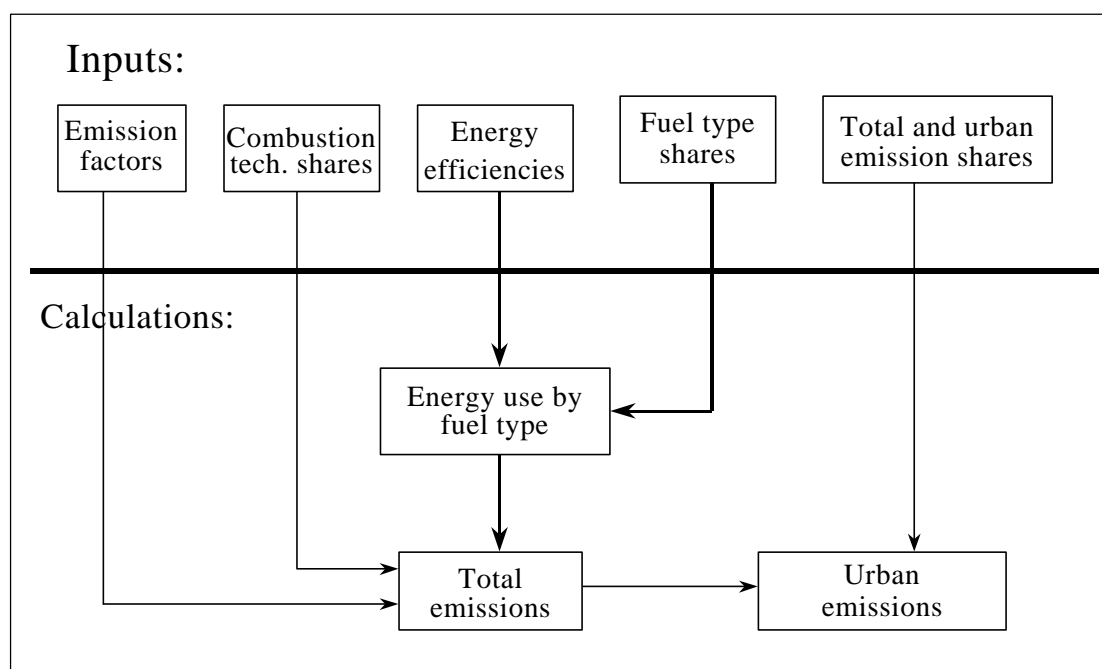 Inputs:
Emission
factors
Combustion
tech. shares
Energy
efficiencies
Fuel type
shares
Total and urban
emission shares
Calculations:
Energy use by
fuel type
Total
emissions
Urban
emissions